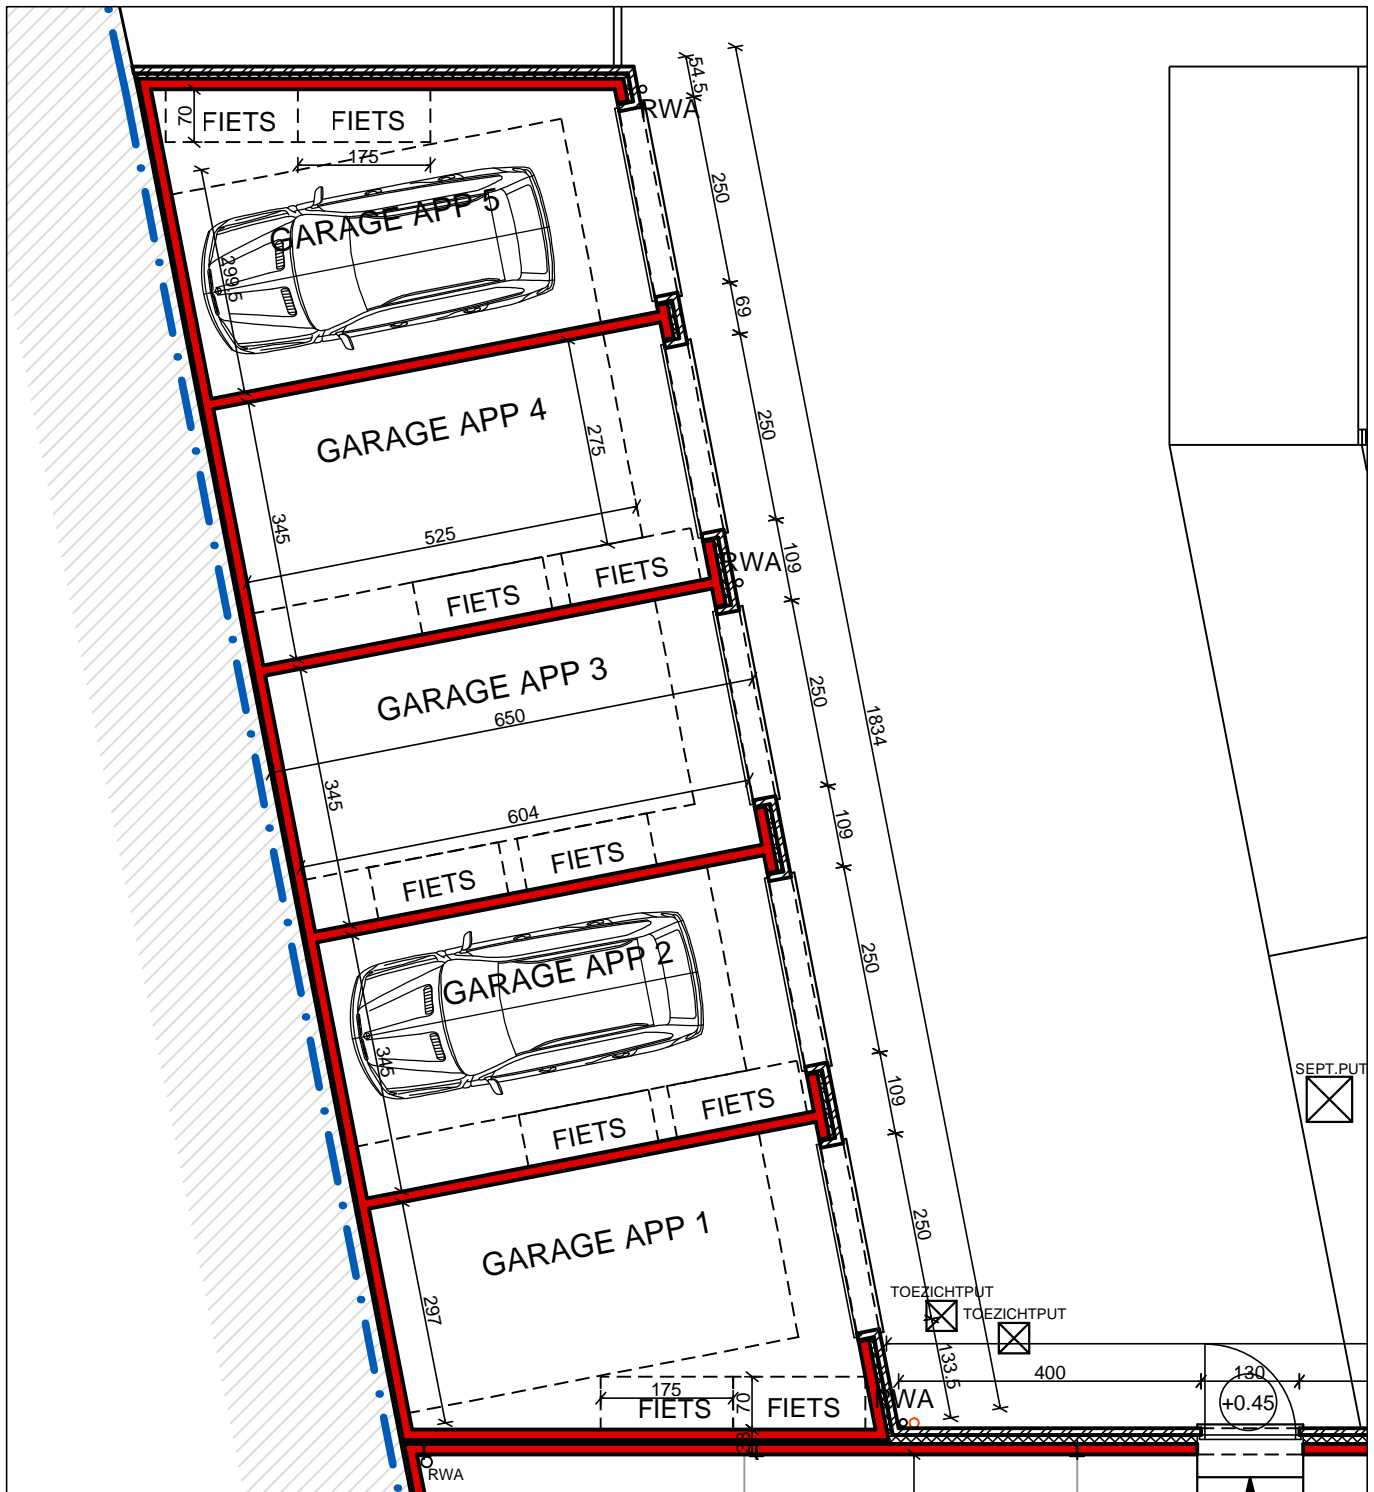 54.5
RWA
70
FIETS
FIETS
175
250
GARAGE APP 5
299.5
69
GARAGE APP 4
250
275
345
525
109
RWA
FIETS
FIETS
GARAGE APP 3
250
650
1834
345
604
109
FIETS
FIETS
GARAGE APP 2
250
345
SEPT.PUT
109
FIETS
FIETS
GARAGE APP 1
250
297
TOEZICHTPUT
TOEZICHTPUT
133.5
400
130
175
70
FIETS
FIETS
RWA
+0.45
RWA